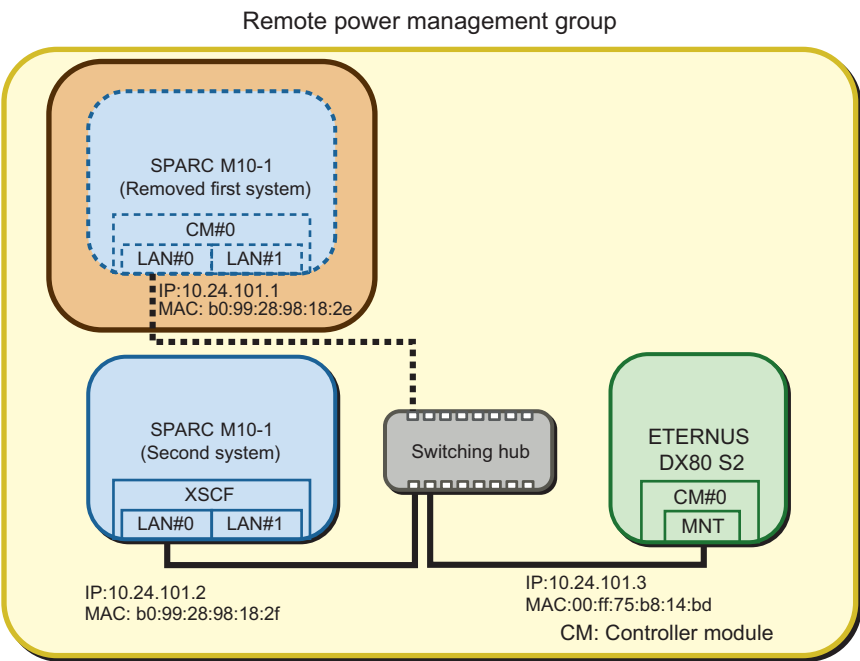 Remote power management group
SPARC M10-1
(Removed first system)
CM#0
LAN#0 LAN#1
IP:10.24.101.1
MAC: b0:99:28:98:18:2e
SPARC M10-1
(Second system)
XSCF
LAN#0 LAN#1
Switching hub
ETERNUS
DX80 S2
CM#0
MNT
IP:10.24.101.2
MAC: b0:99:28:98:18:2f
IP:10.24.101.3
MAC:00:ff:75:b8:14:bd
CM: Controller module